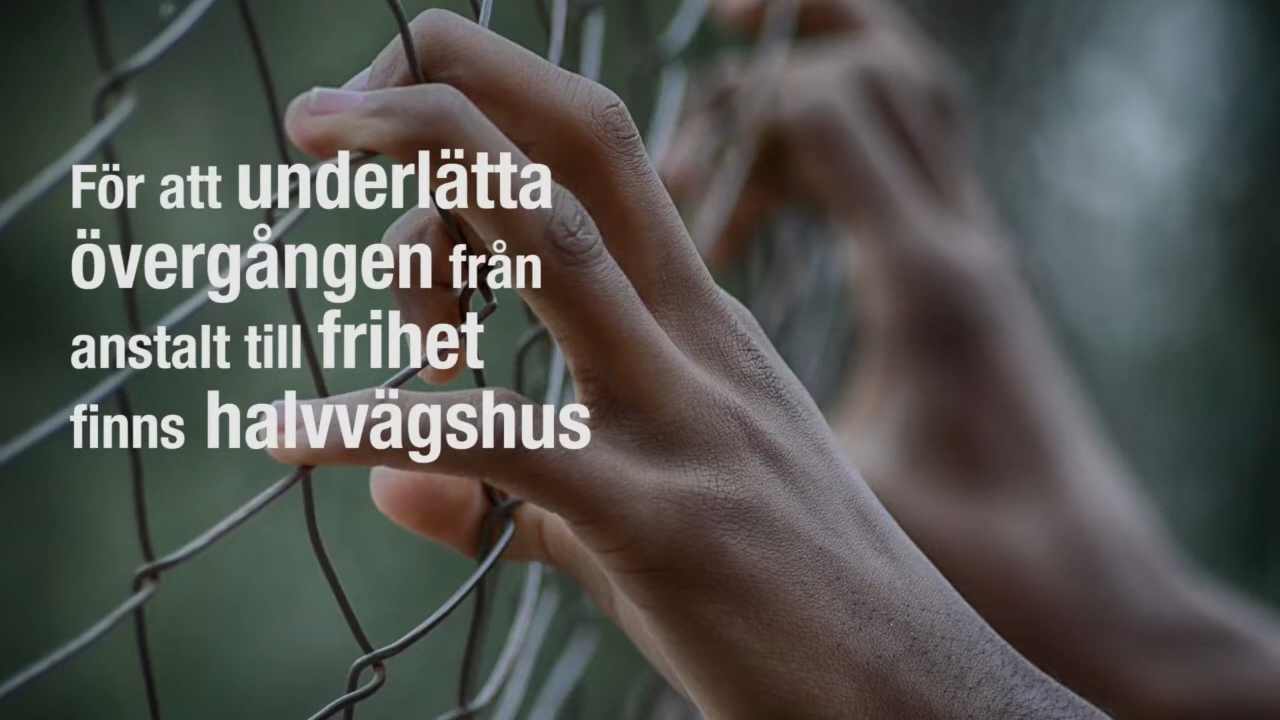 För att underlätta
övergången från
anstalt till frihet
finns halvvägshus